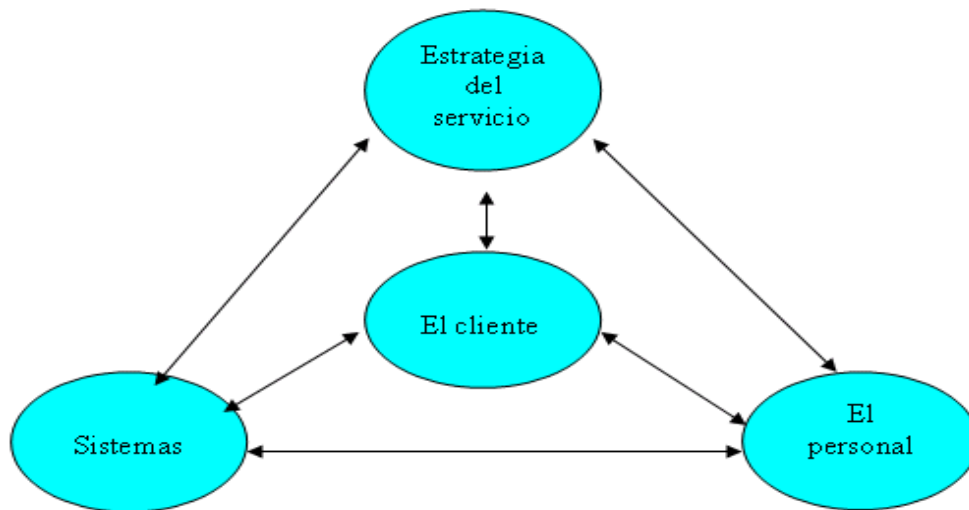 Estrategia
del
servicio
El cliente
Sistemas
El
personal